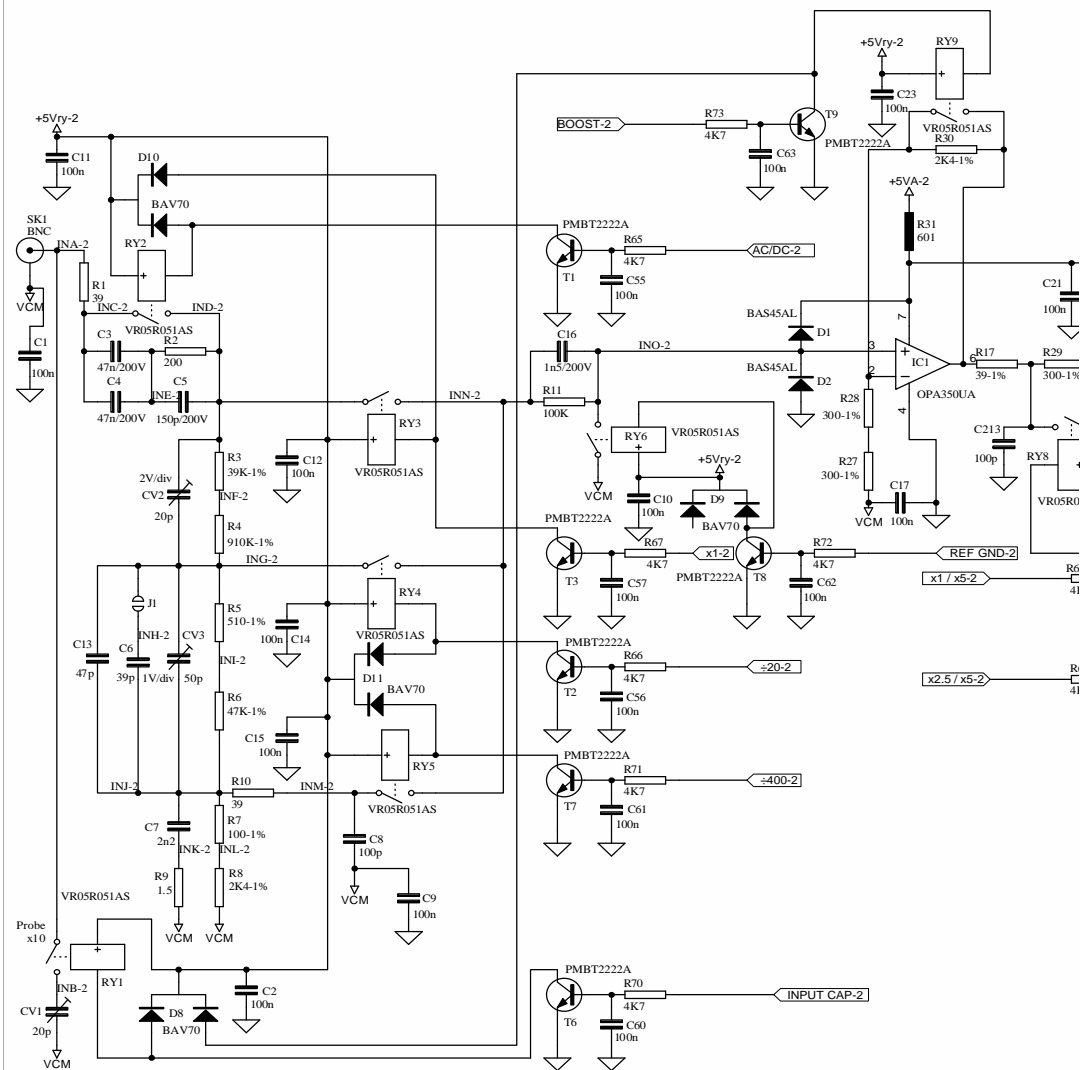 +5Vry-2
RY9
C23
100n
T9
BOOST-2
R73
4K7
VR05R051AS
PMBT2222A
R30
2K4-1%
C63
100n
+5Vry-2
C11
100n
D10
BAV70
+5VA-2
R31
601
SK1
BNC
INA-2
RY2
PMBT2222A
R65
4K7
AC/DC-2
T1
C55
100n
R1
39
VCM
INC-2
IND-2
VR05R051AS
C21
100n
C3
47n/200V
R2
200
C1
100n
C16
1n5/200V
INO-2
BAS45AL
D1
7
3
+
IC1
6
2
4
OPA350UA
R17
39-1%
R29
300-1%
C4
47n/200V
INE-2
C5
150p/200V
INN-2
R11
100K
BAS45AL
D2
R28
300-1%
RY3
VR05R051AS
RY6
VR05R051AS
C213
100p
RY8
VR05R0
R3
39K-1%
C12
100n
2V/div
CV2
20p
INF-2
VCM
+5Vry-2
C10
100n
D9
BAV70
R27
300-1%
VCM
C17
100n
R4
910K-1%
ING-2
PMBT2222A
T3
R67
4K7
x1-2
PMBT2222A
T8
R72
4K7
REF GND-2
C57
100n
C62
100n
x1 / x5-2
R6
4K
J1
R5
510-1%
RY4
100n
C14
VR05R051AS
C13
47p
C6
39p
INH-2
CV3
1V/div
50p
INI-2
D11
BAV70
PMBT2222A
T2
R66
4K7
÷20-2
x2.5 / x5-2
R6
4K
C56
100n
R6
47K-1%
C15
100n
RY5
PMBT2222A
T7
R71
4K7
÷400-2
INJ-2
R10
39
INM-2
VR05R051AS
C61
100n
C7
2n2
R7
100-1%
INK-2
INL-2
C8
100p
R9
1.5
R8
2K4-1%
VCM
C9
100n
VR05R051AS
VCM
VCM
Probe
x10
RY1
INB-2
CV1
20p
VCM
D8
BAV70
C2
100n
PMBT2222A
T6
R70
4K7
INPUT CAP-2
C60
100n